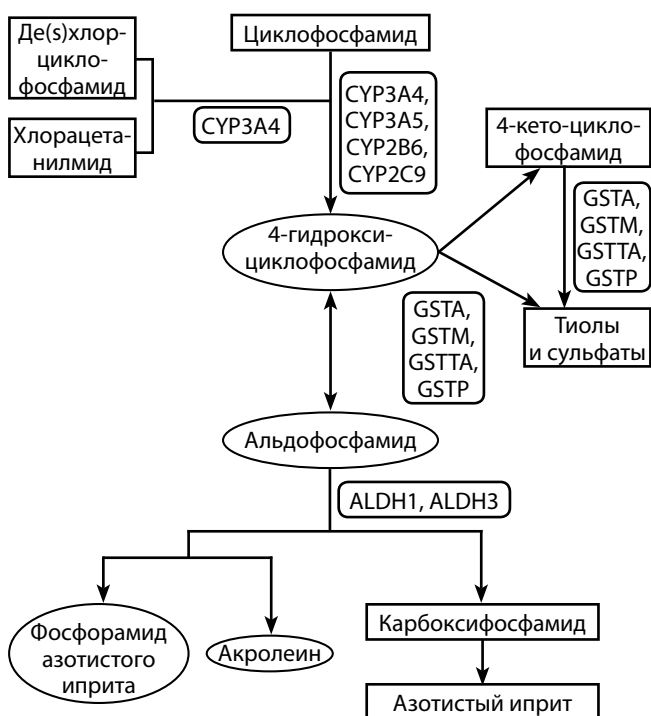 Де(s)хлор-
цикло-
фосфамид
Циклофосфамид
Хлорацета-
нилмид
CYP3A4
CYP3A4,
CYP3A5,
CYP2B6,
CYP2C9
4-кето-цикло-
фосфамид
GSTA,
GSTM,
GSTTA,
GSTP
4-гидрокси-
циклофосфамид
GSTA,
GSTM,
GSTTA,
GSTP
Тиолы
и сульфаты
Альдофосфамид
ALDH1, ALDH3
Фосфорамид
азотистого
иприта
Акролеин
Карбоксифосфамид
Азотистый иприт